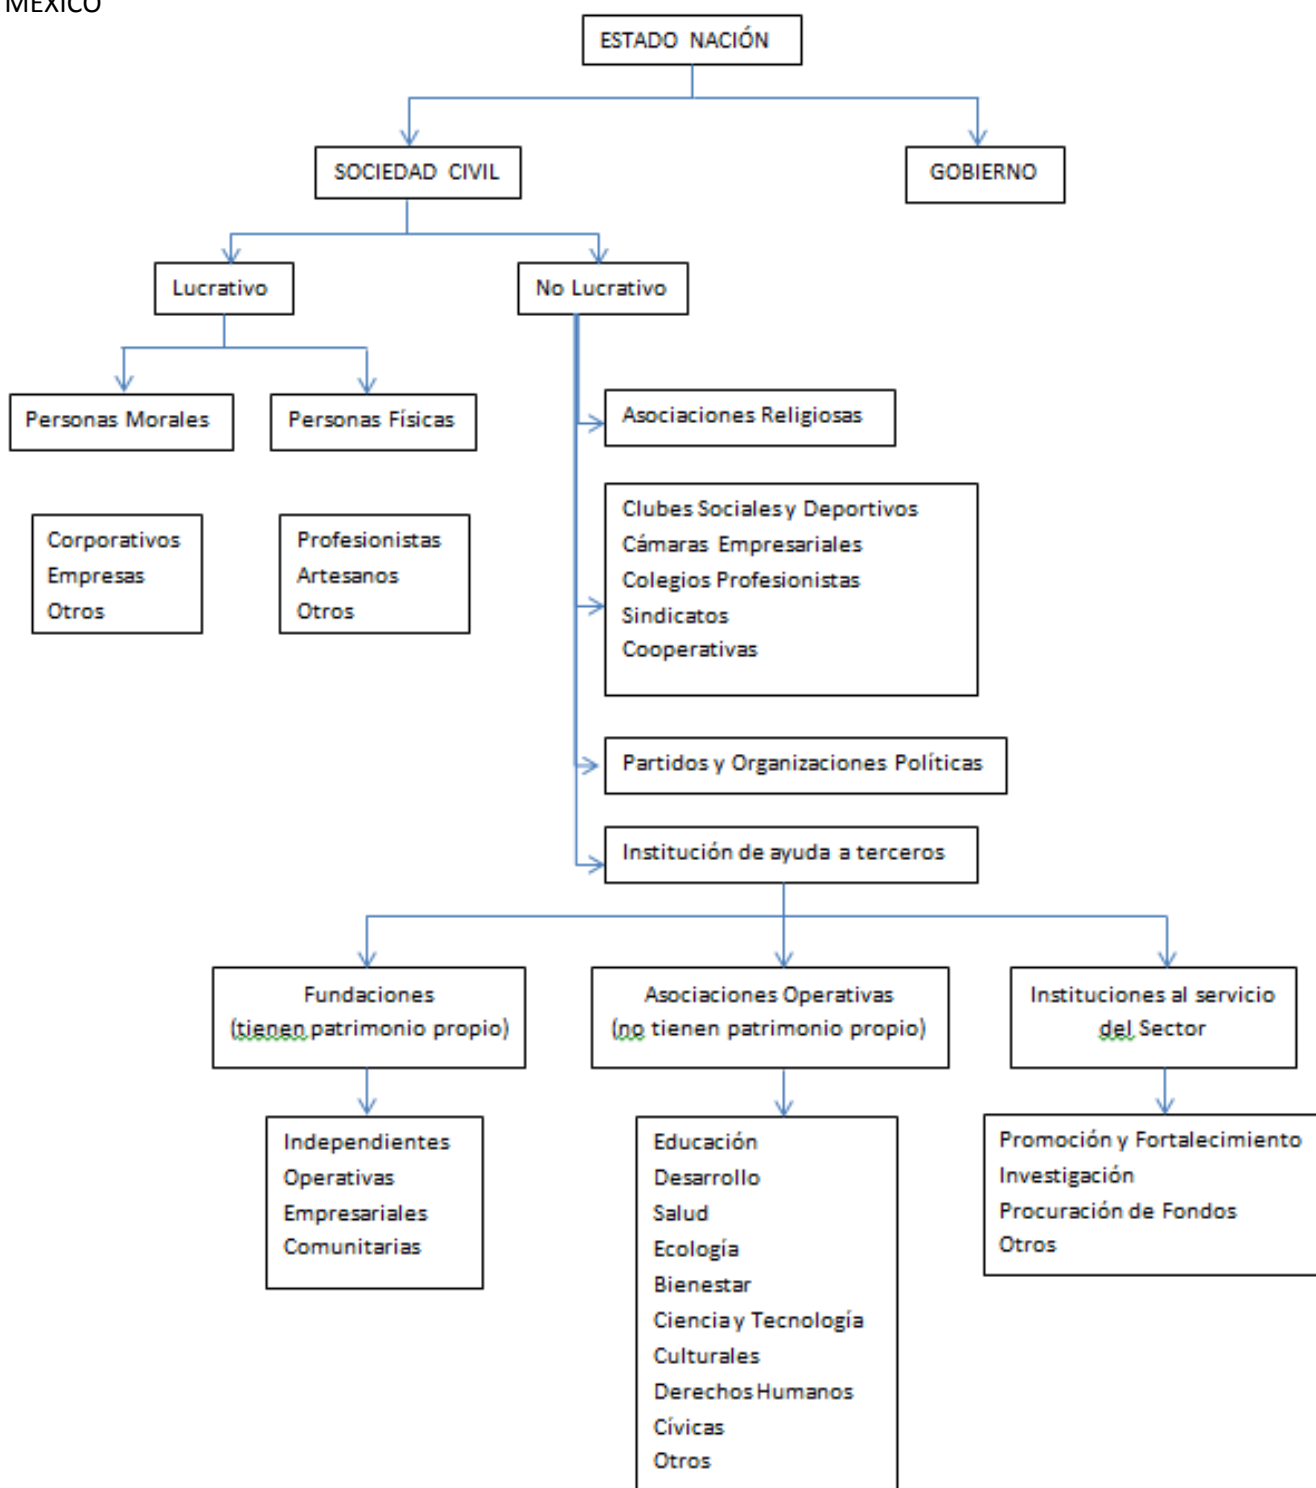 MÉXICO
ESTADO NACIÓN
SOCIEDAD CIVIL
GOBIERNO
Lucrativo
No Lucrativo
Personas Morales
Personas Físicas
Asociaciones Religiosas
Corporativos
Empresas
Otros
Profesionistas
Artesanos
Otros
Clubes Sociales y Deportivos
Cámaras Empresariales
Colegios Profesionistas
Sindicatos
Cooperativas
Partidos y Organizaciones Políticas
Institución de ayuda a terceros
Fundaciones
(tienen patrimonio propio)
Asociaciones Operativas
(no tienen patrimonio propio)
Instituciones al servicio
del Sector
Independientes
Operativas
Empresariales
Comunitarias
Educación
Desarrollo
Salud
Ecología
Bienestar
Ciencia y Tecnología
Culturales
Derechos Humanos
Cívicas
Otros
Promoción y Fortalecimiento
Investigación
Procuración de Fondos
Otros